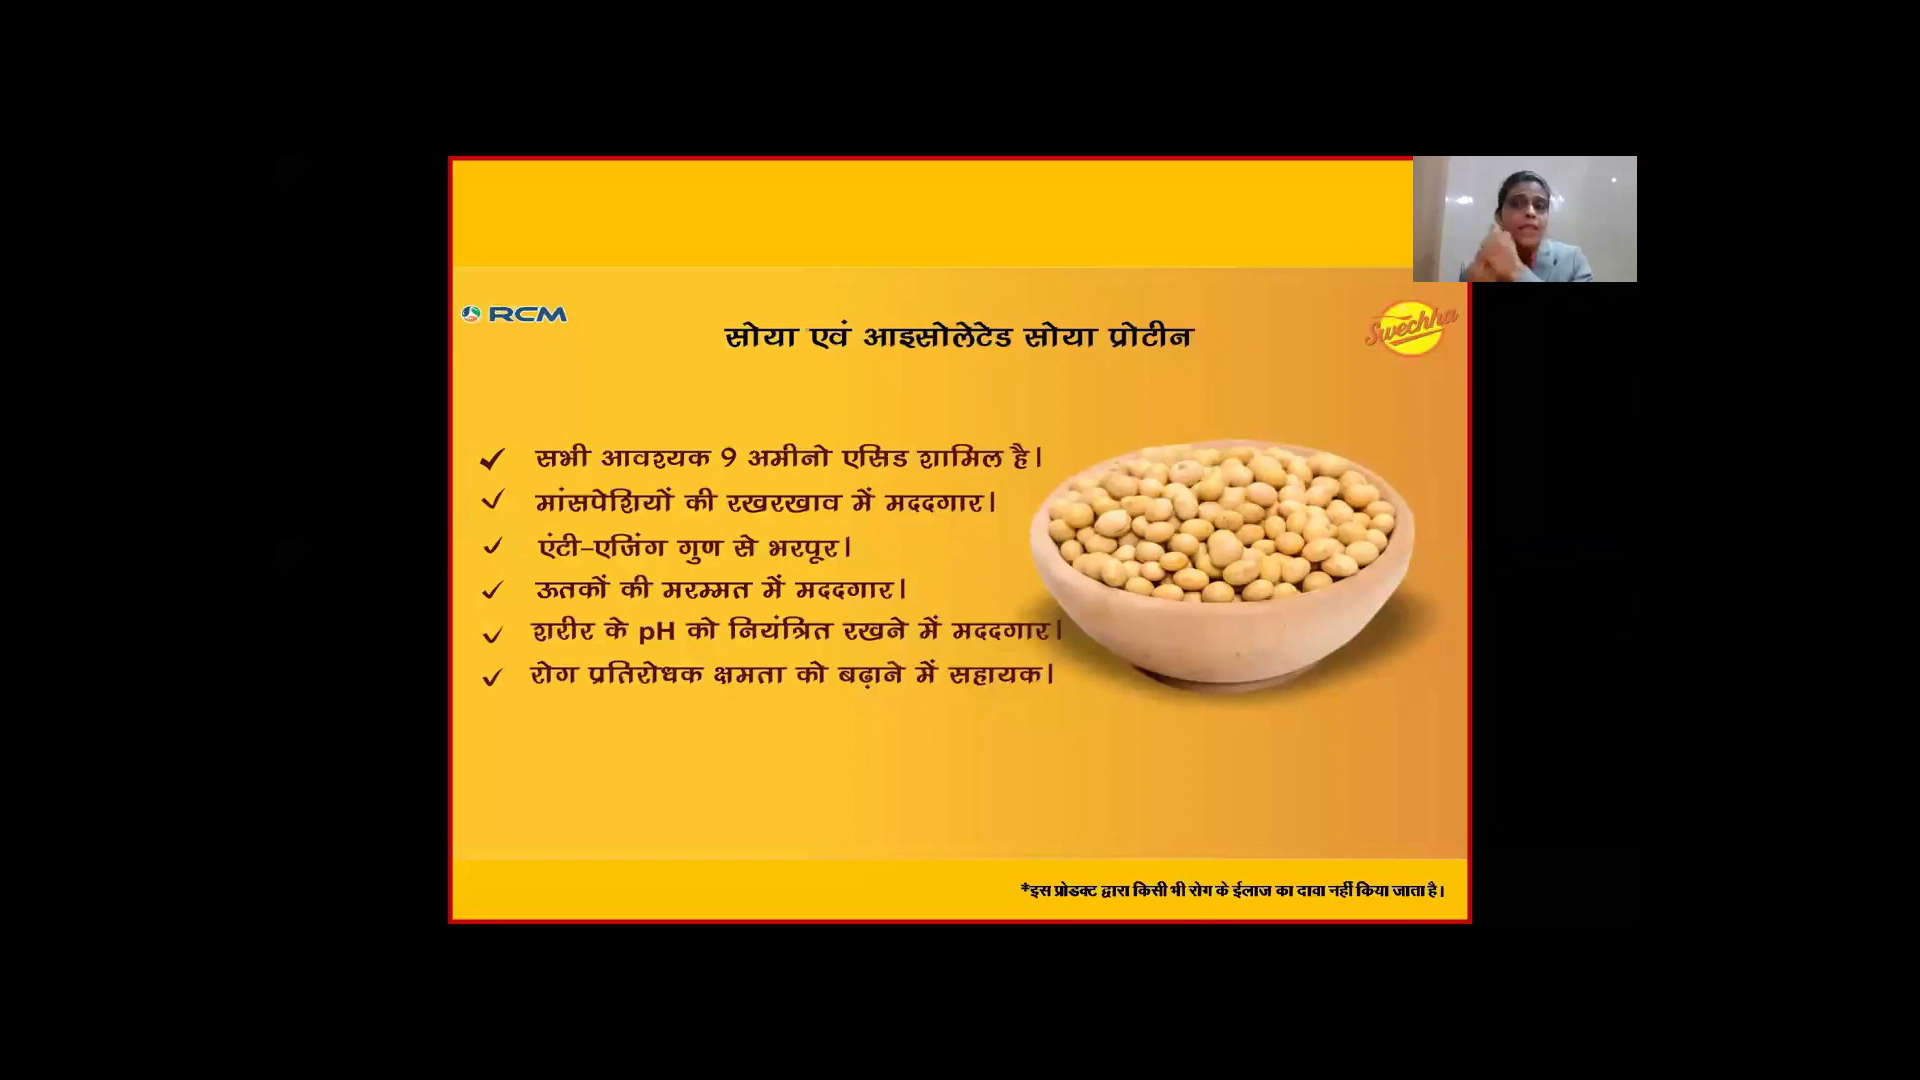 RCM
Swechha
सोया एवं आइसोलेटेड सोया प्रोटीन
सभी आवश्यक 9 अमीनो एसिड शामिल है।
मांसपेशियों की रखरखाव में मददगार।
एंटी-एजिंग गुण से भरपूर।
ऊतकों की मरम्मत में मददगार।
शरीर के pH को नियंत्रित रखने में मददगार।
रोग प्रतिरोधक क्षमता को बढ़ाने में सहायक।
*इस प्रोडक्ट द्वारा किसी भी रोग के ईलाज का दावा नहीं किया जाता है।